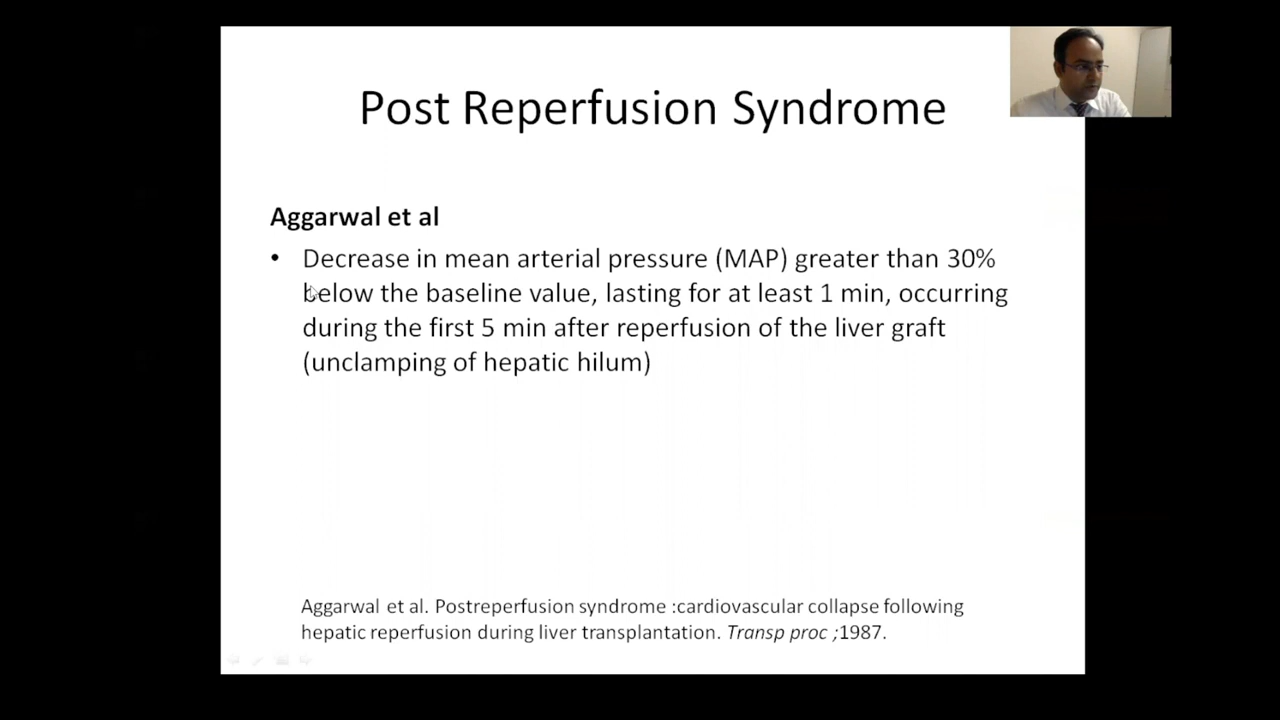 Post Reperfusion Syndrome
Aggarwal et al
• Decrease in mean arterial pressure (MAP) greater than 30%
below the baseline value, lasting for at least 1 min, occurring
during the first 5 min after reperfusion of the liver graft
(unclamping of hepatic hilum)
Aggarwal et al. Postreperfusion syndrome :cardiovascular collapse following
hepatic reperfusion during liver transplantation. Transp proc ;1987.